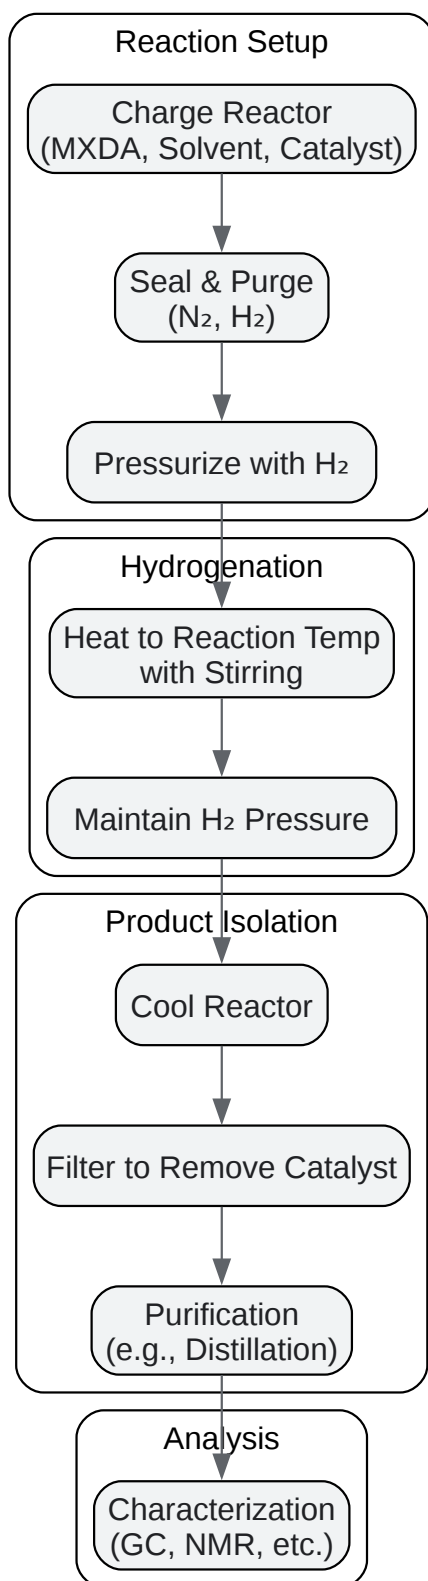 Reaction Setup
Charge Reactor
(MXDA, Solvent, Catalyst)
Seal & Purge
(N₂, H₂)
Pressurize with H₂
Hydrogenation
Heat to Reaction Temp
with Stirring
Maintain H₂ Pressure
Product Isolation
Cool Reactor
Filter to Remove Catalyst
Purification
(e.g., Distillation)
Analysis
Characterization
(GC, NMR, etc.)